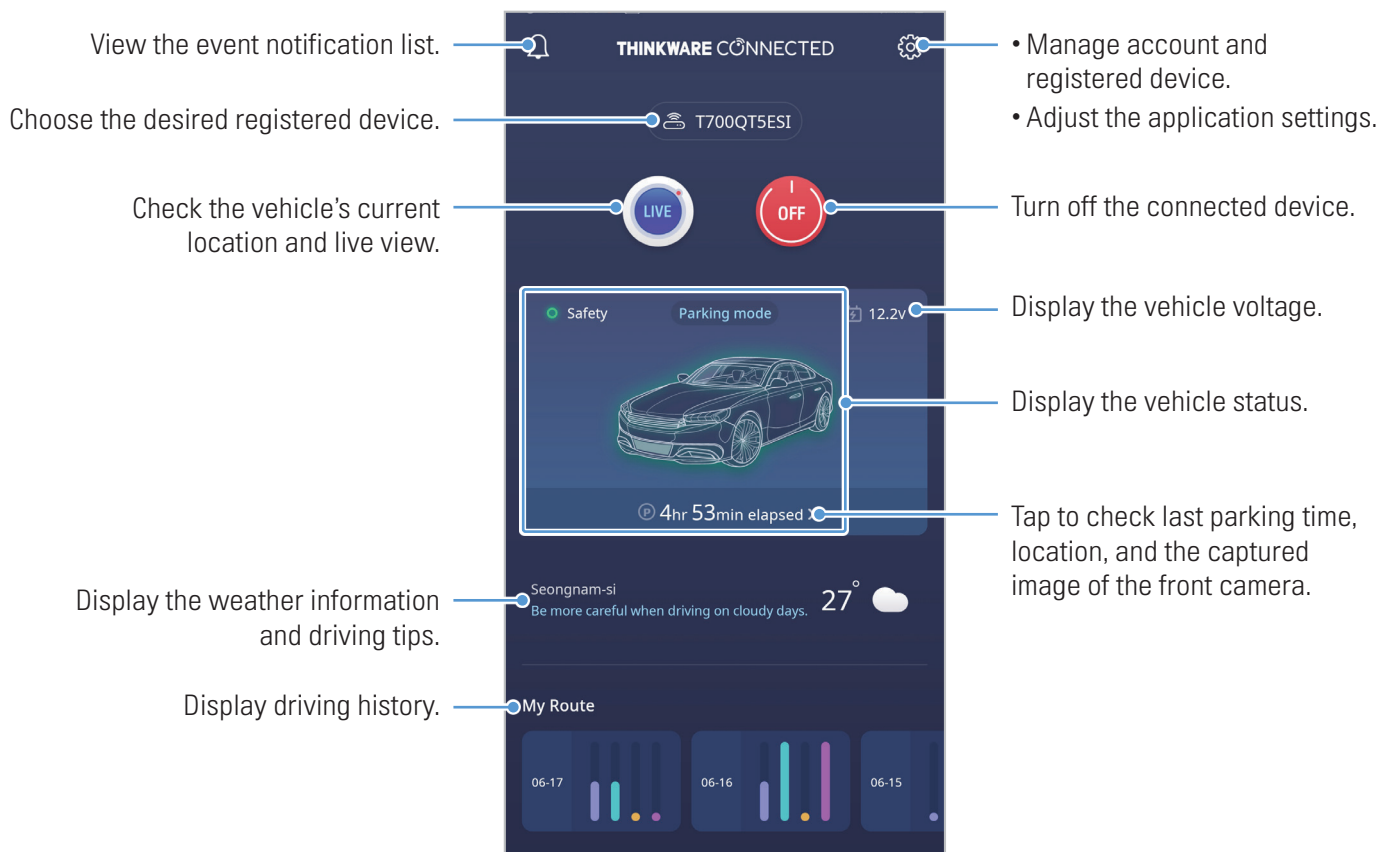 View the event notification list.
THINKWARE CONNECTED
• Manage account and
registered device.
• Adjust the application settings.
Choose the desired registered device.
T700QT5ESI
Check the vehicle's current
location and live view.
LIVE
OFF
Turn off the connected device.
Safety
Parking mode
12.2v
Display the vehicle voltage.
Display the vehicle status.
P 4hr 53min elapsed
Tap to check last parking time,
location, and the captured
image of the front camera.
Display the weather information
and driving tips.
Seongnam-si
Be more careful when driving on cloudy days.
27°
Display driving history.
My Route
06-17
06-16
06-15